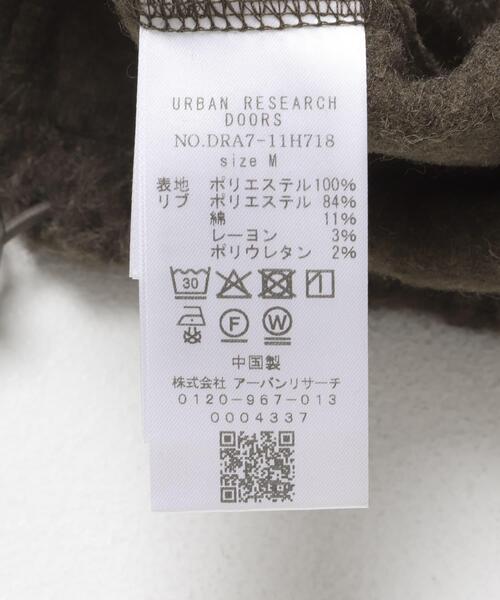 URBAN RESEARCH
DOORS
NO.DRA7-11H718
size M
表地 ポリエステル100%
リブ ポリエステル 84%
綿 11%
レーヨン 3%
ポリウレタン 2%
30
F W
中国製
株式会社 アーバンリサーチ
0120-967-013
0004337